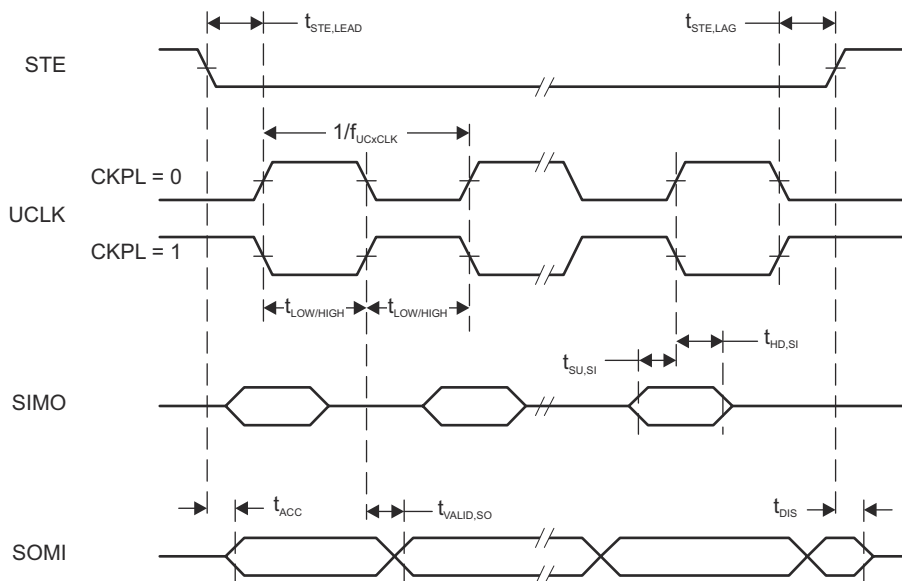 tSTE,LEAD
tSTE,LAG
STE
1/fUCxCLK
CKPL = 0
UCLK
CKPL = 1
tLOW/HIGH
tLOW/HIGH
tHD,SI
tSU,SI
SIMO
tACC
tVALID,SO
tDIS
SOMI